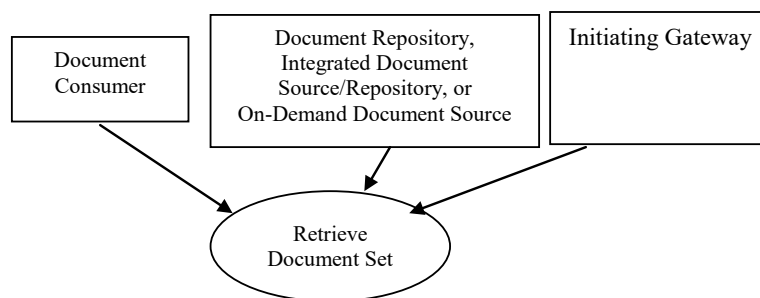 Document
Consumer
Document Repository,
Integrated Document
Source/Repository, or
On-Demand Document Source
Initiating Gateway
Retrieve
Document Set